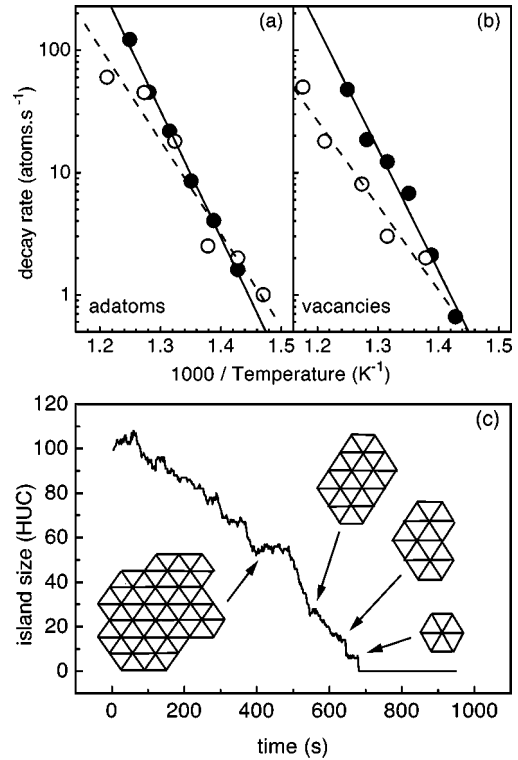 (a)
(b)
100
10
1
decay rate (atoms.s⁻¹)
adatoms
vacancies
1.2 1.3 1.4 1.5 1.2 1.3 1.4 1.5
1000 / Temperature (K⁻¹)
(c)
120
100
80
60
40
20
0
island size (HUC)
0 200 400 600 800 1000
time (s)